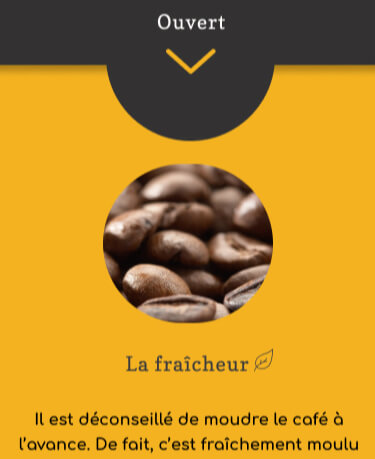 Ouvert
La fraîcheur
Il est déconseillé de moudre le café à
l'avance. De fait, c'est fraîchement moulu